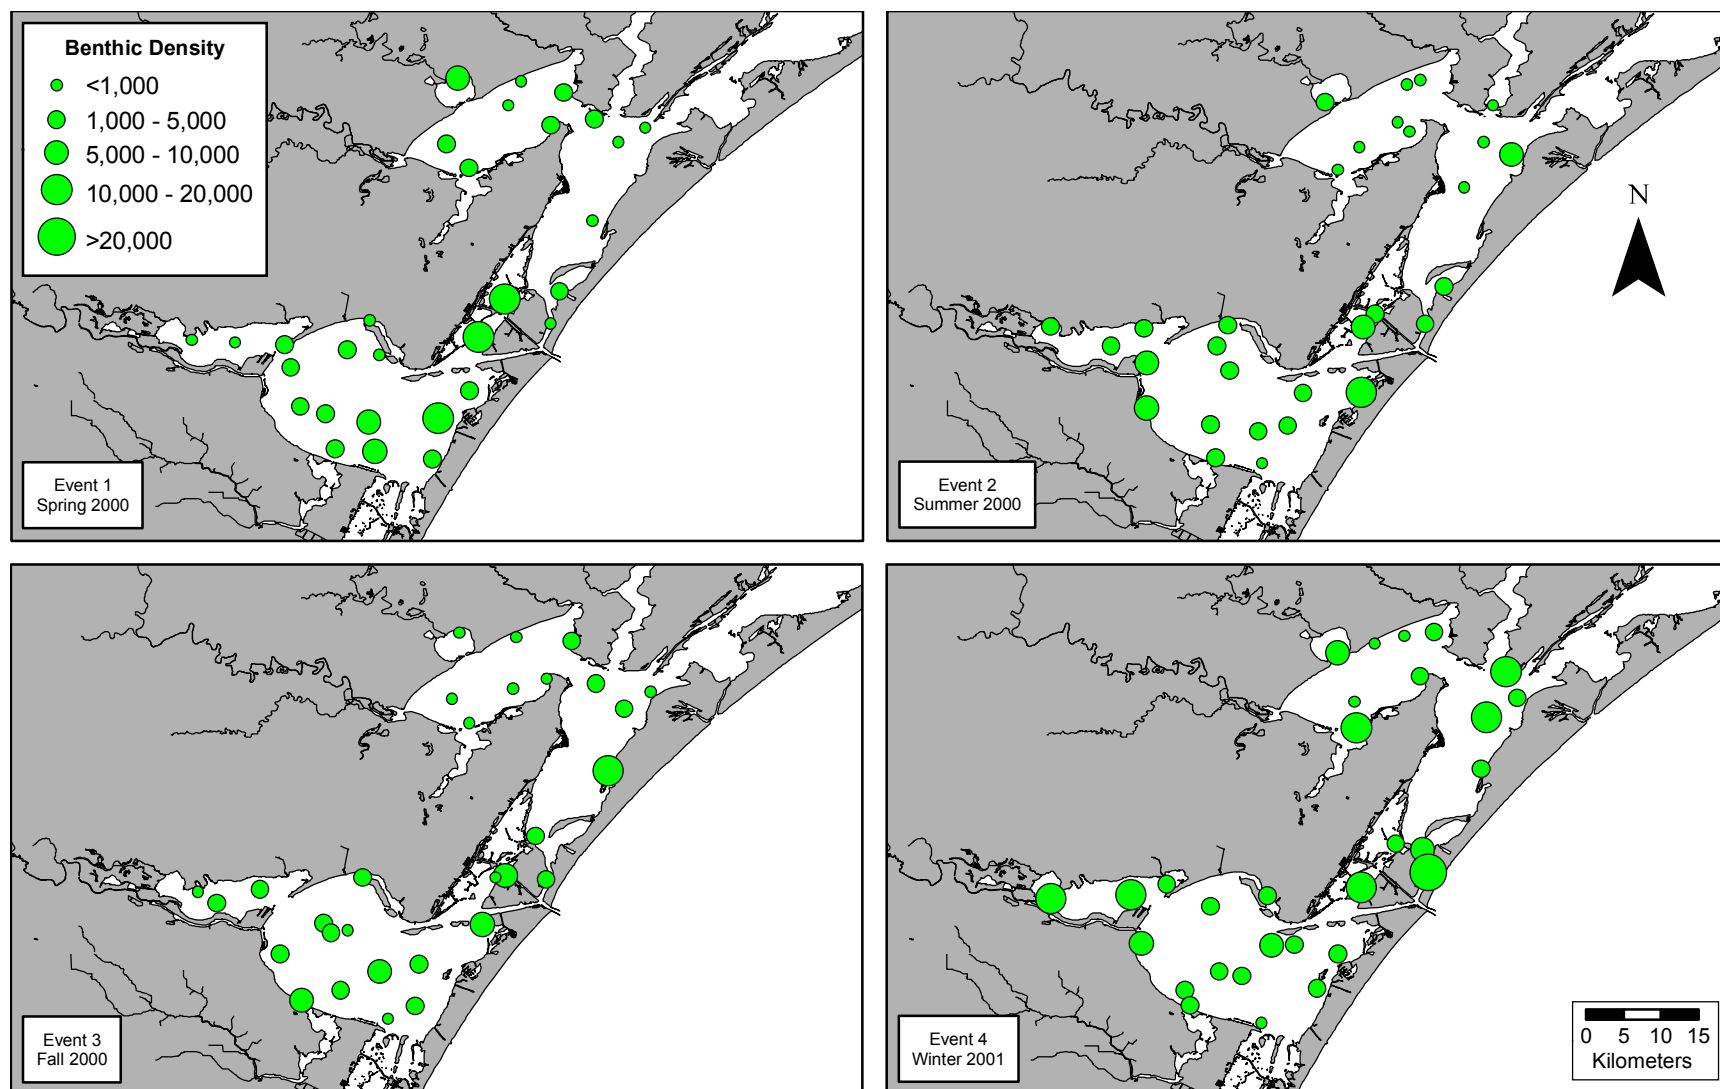 Benthic Density
<1,000
1,000 - 5,000
5,000 - 10,000
10,000 - 20,000
>20,000
Event 1
Spring 2000
N
Event 2
Summer 2000
Event 3
Fall 2000
Event 4
Winter 2001
0 5 10 15
Kilometers